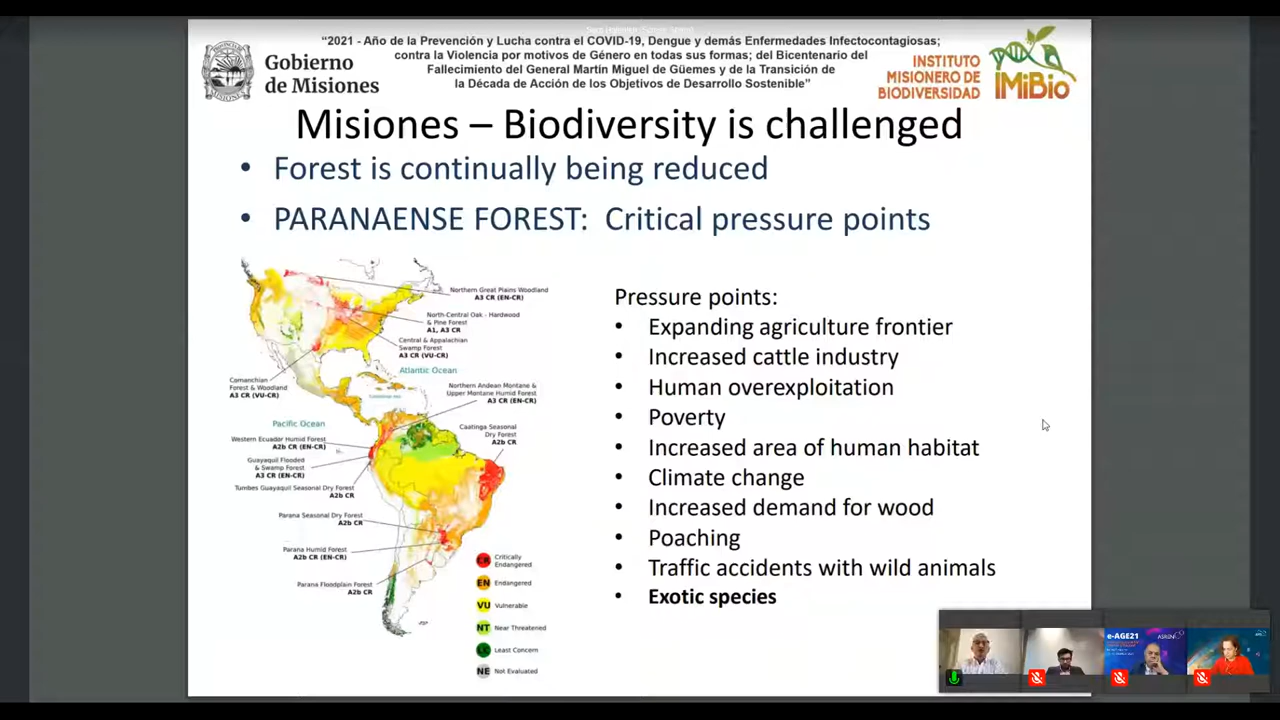 “2021 - Año de la Prevención y Lucha contra el COVID-19, Dengue y demás Enfermedades Infectocontagiosas;
contra la Violencia por motivos de Género en todas sus formas; del Bicentenario del
Fallecimiento del General Martín Miguel de Güemes y de la Transición de
la Década de Acción de los Objetivos de Desarrollo Sostenible”
Gobierno
de Misiones
INSTITUTO
MISIONERO DE
BIODIVERSIDAD
IMiBio
Misiones – Biodiversity is challenged
• Forest is continually being reduced
• PARANAENSE FOREST: Critical pressure points
Northern Great Plains Woodland
A3 CR (EN-CR)
North-Central Oak - Hardwood
& Pine Forest
A1, A3 CR
Central & Appalachian
Swamp Forest
A3 CR (VU-CR)
Atlantic Ocean
Comanchian
Forest & Woodland
A3 CR (VU-CR)
Northern Andean Montane &
Upper Montane Humid Forest
A3 CR (EN-CR)
Pacific Ocean
Caatinga Seasonal
Dry Forest
A2b CR
Western Ecuador Humid Forest
A2b CR (EN-CR)
Guayaquil Flooded
& Swamp Forest
A3 CR (EN-CR)
Tumbes Guayaquil Seasonal Dry Forest
A2b CR
Parana Seasonal Dry Forest
A2b CR
Parana Humid Forest
A2b CR (EN-CR)
Parana Floodplain Forest
A2b CR
CR Critically
Endangered
EN Endangered
VU Vulnerable
NT Near Threatened
LC Least Concern
NE Not Evaluated
Pressure points:
• Expanding agriculture frontier
• Increased cattle industry
• Human overexploitation
• Poverty
• Increased area of human habitat
• Climate change
• Increased demand for wood
• Poaching
• Traffic accidents with wild animals
• Exotic species
e-AGE21